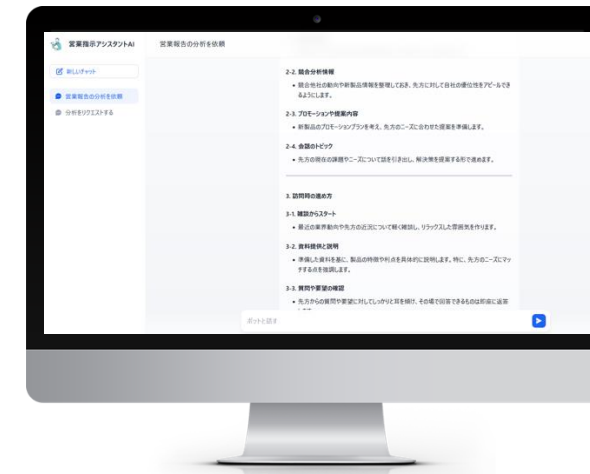 営業指示アシスタントAI
営業報告の分析を依頼
新しいチャット
営業報告の分析を依頼
分析をリクエストする
2-2. 競合分析情報
• 競合他社の動向や新製品情報を整理しておき、先方に対して自社の優位性をアピールでき
るようにします。
2-3. プロモーションや提案内容
• 新製品のプロモーションプランを考え、先方のニーズに合わせた提案を準備します。
2-4. 会話のトピック
• 先方の現在の課題やニーズについて話を引き出し、解決策を提案する形で進めます。
3. 訪問時の進め方
3-1. 雑談からスタート
• 最近の業界動向や先方の近況について軽く雑談し、リラックスした雰囲気を作ります。
3-2. 資料提供と説明
• 準備した資料を基に、製品の特徴や利点を具体的に説明します。特に、先方のニーズにマッ
チする点を強調します。
3-3. 質問や要望の確認
• 先方からの質問や要望に対してしっかりと耳を傾け、その場で回答できるものは即座に返答
ボットと話す